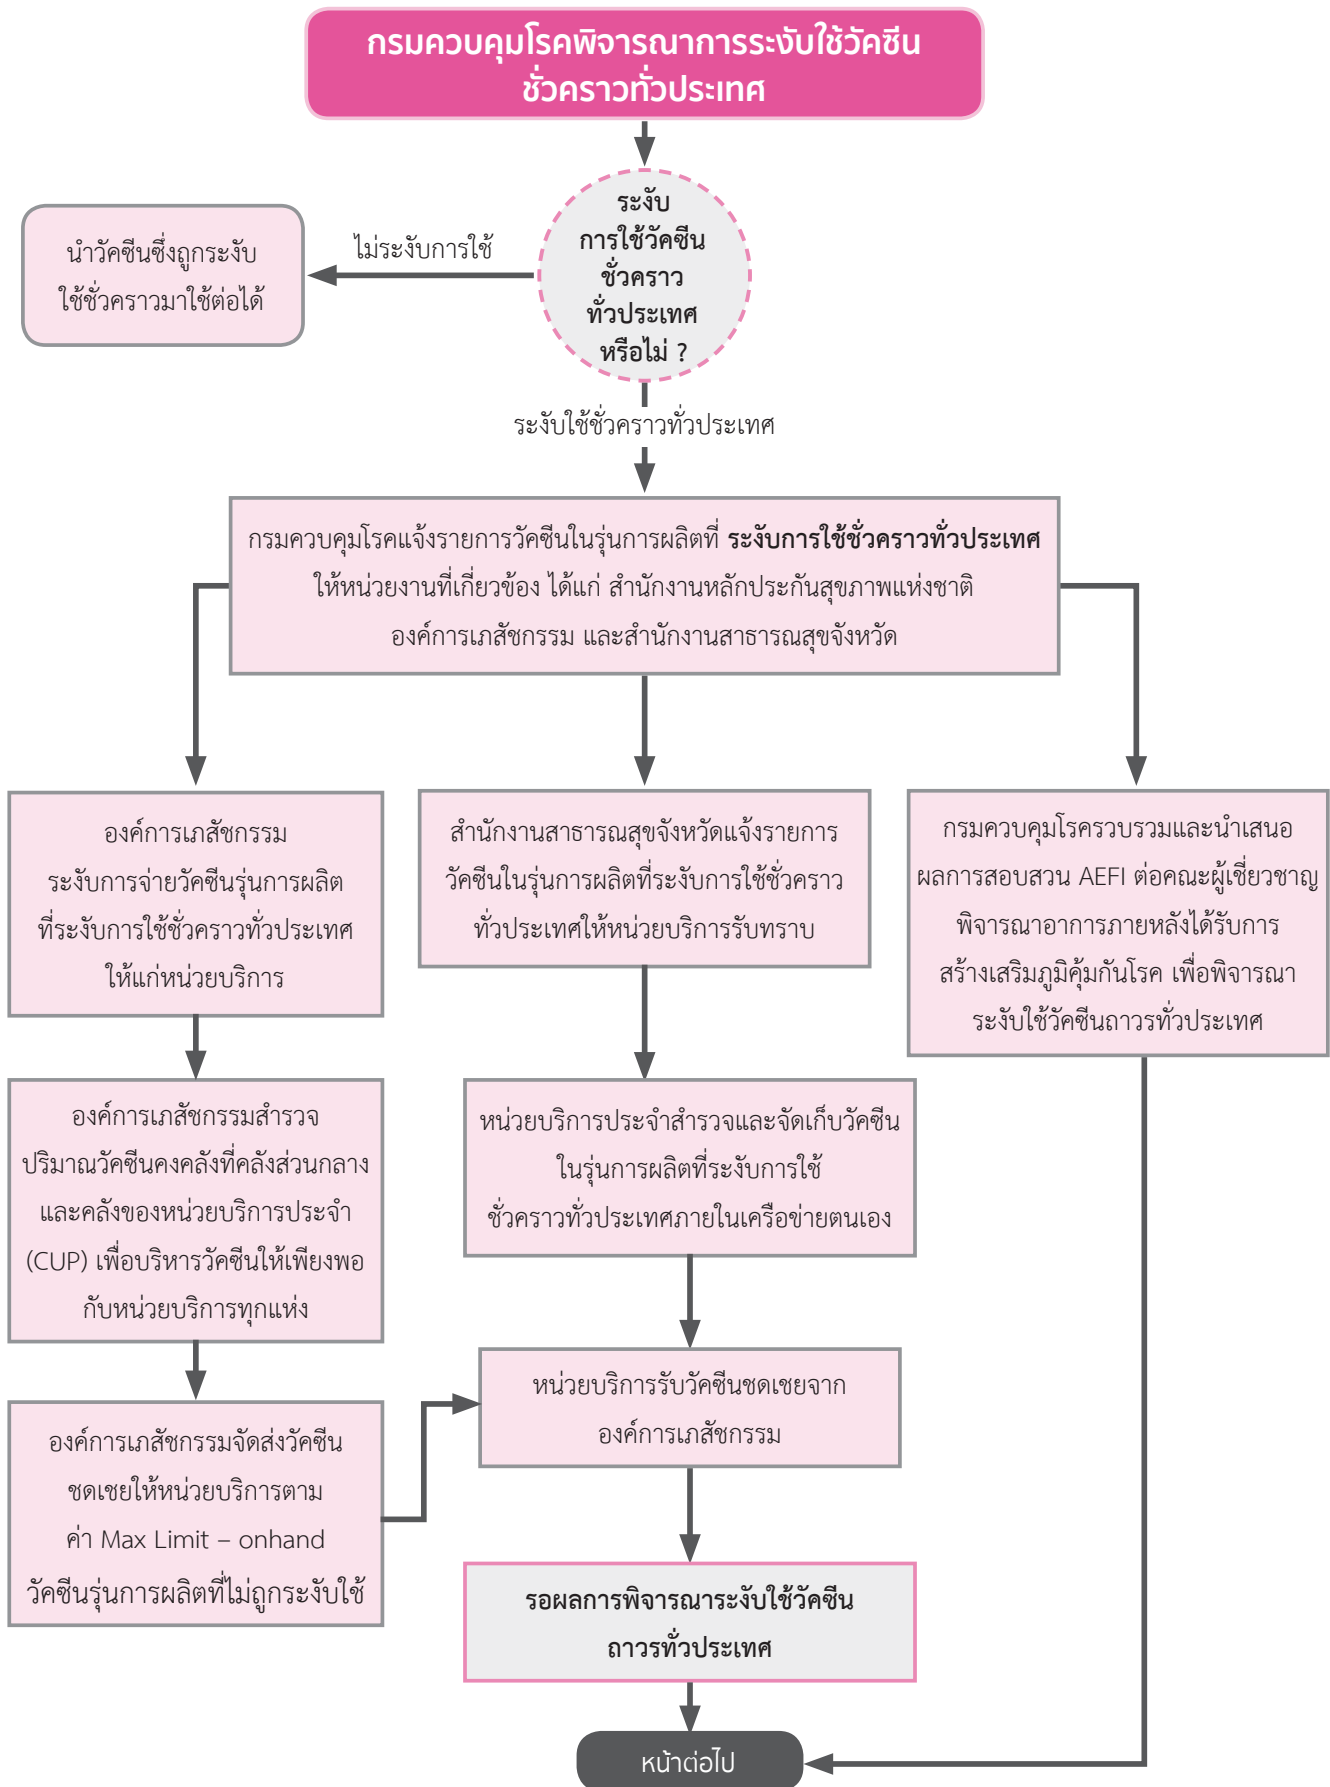 กรมควบคุมโรคพิจารณาการระงับใช้วัคซีน
ชั่วคราวทั่วประเทศ
ระงับ
การใช้วัคซีน
ชั่วคราว
ทั่วประเทศ
หรือไม่ ?
ไม่ระงับการใช้
นำวัคซีนซึ่งถูกระงับ
ใช้ชั่วคราวมาใช้ต่อได้
ระงับใช้ชั่วคราวทั่วประเทศ
กรมควบคุมโรคแจ้งรายการวัคซีนในรุ่นการผลิตที่ ระงับการใช้ชั่วคราวทั่วประเทศ
ให้หน่วยงานที่เกี่ยวข้อง ได้แก่ สำนักงานหลักประกันสุขภาพแห่งชาติ
องค์การเภสัชกรรม และสำนักงานสาธารณสุขจังหวัด
องค์การเภสัชกรรม
ระงับการจ่ายวัคซีนรุ่นการผลิต
ที่ระงับการใช้ชั่วคราวทั่วประเทศ
ให้แก่หน่วยบริการ
สำนักงานสาธารณสุขจังหวัดแจ้งรายการ
วัคซีนในรุ่นการผลิตที่ระงับการใช้ชั่วคราว
ทั่วประเทศให้หน่วยบริการรับทราบ
กรมควบคุมโรครวบรวมและนำเสนอ
ผลการสอบสวน AEFI ต่อคณะผู้เชี่ยวชาญ
พิจารณาอาการภายหลังได้รับการ
สร้างเสริมภูมิคุ้มกันโรค เพื่อพิจารณา
ระงับใช้วัคซีนถาวรทั่วประเทศ
องค์การเภสัชกรรมสำรวจ
ปริมาณวัคซีนคงคลังที่คลังส่วนกลาง
และคลังของหน่วยบริการประจำ
(CUP) เพื่อบริหารวัคซีนให้เพียงพอ
กับหน่วยบริการทุกแห่ง
หน่วยบริการประจำสำรวจและจัดเก็บวัคซีน
ในรุ่นการผลิตที่ระงับการใช้
ชั่วคราวทั่วประเทศภายในเครือข่ายตนเอง
องค์การเภสัชกรรมจัดส่งวัคซีน
ชดเชยให้หน่วยบริการตาม
ค่า Max Limit – onhand
วัคซีนรุ่นการผลิตที่ไม่ถูกระงับใช้
หน่วยบริการรับวัคซีนชดเชยจาก
องค์การเภสัชกรรม
รอผลการพิจารณาระงับใช้วัคซีน
ถาวรทั่วประเทศ
หน้าต่อไป